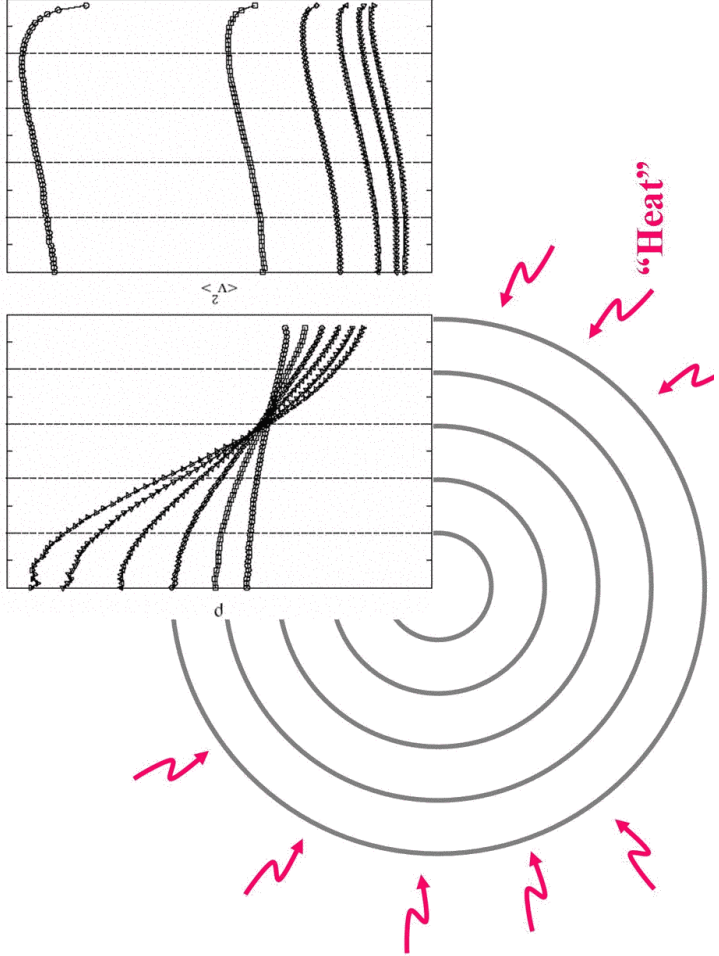 <v²>
“Heat”
ρ